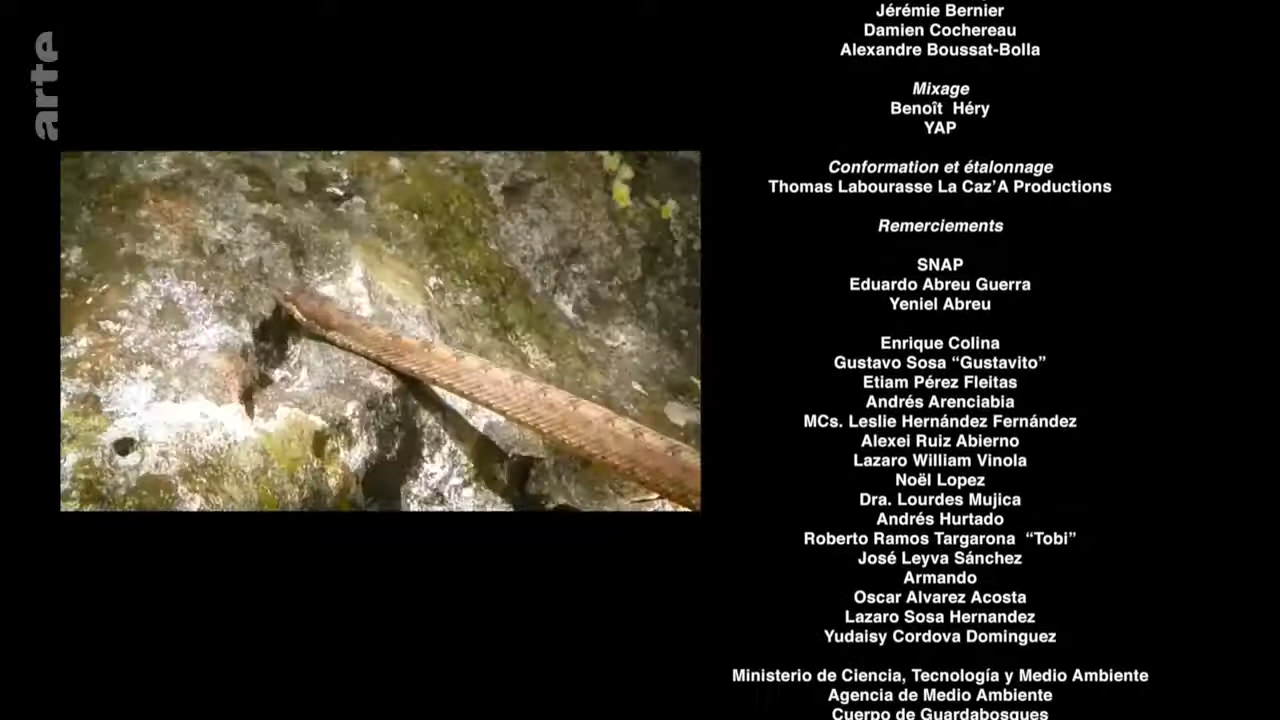 arte
Jérémie Bernier
Damien Cochereau
Alexandre Boussat-Bolla
Mixage
Benoît Héry
YAP
Conformation et étalonnage
Thomas Labourasse La Caz'A Productions
Remerciements
SNAP
Eduardo Abreu Guerra
Yeniel Abreu
Enrique Colina
Gustavo Sosa “Gustavito”
Etiam Pérez Fleitas
Andrés Arenciabia
MCs. Leslie Hernández Fernández
Alexei Ruiz Abierno
Lazaro William Vinola
Noël Lopez
Dra. Lourdes Mujica
Andrés Hurtado
Roberto Ramos Targarona “Tobi”
José Leyva Sánchez
Armando
Oscar Alvarez Acosta
Lazaro Sosa Hernandez
Yudaisy Cordova Dominguez
Ministerio de Ciencia, Tecnología y Medio Ambiente
Agencia de Medio Ambiente
Cuerpo de Guardabosques